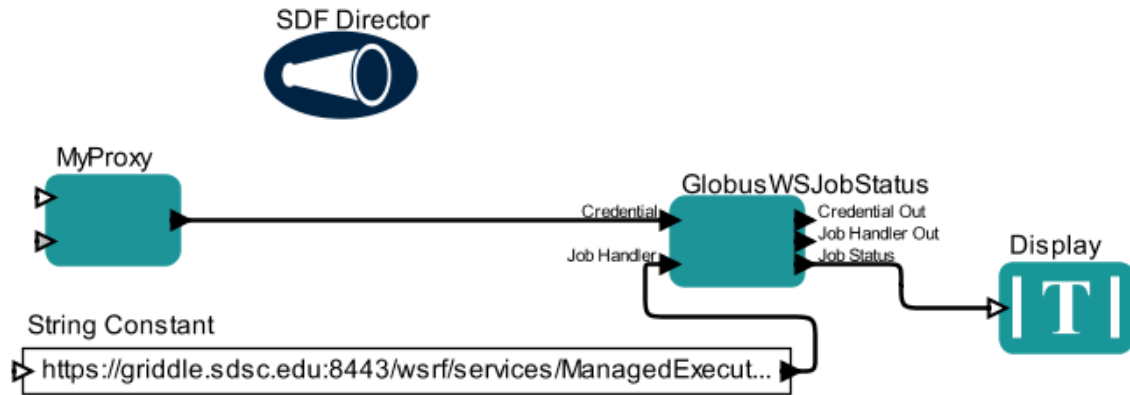 SDF Director
MyProxy
GlobusWSJobStatus
Credential
Credential Out
Job Handler Out
Job Handler
Job Status
Display
T
String Constant
https://griddle.sdsc.edu:8443/wsrf/services/ManagedExecut...